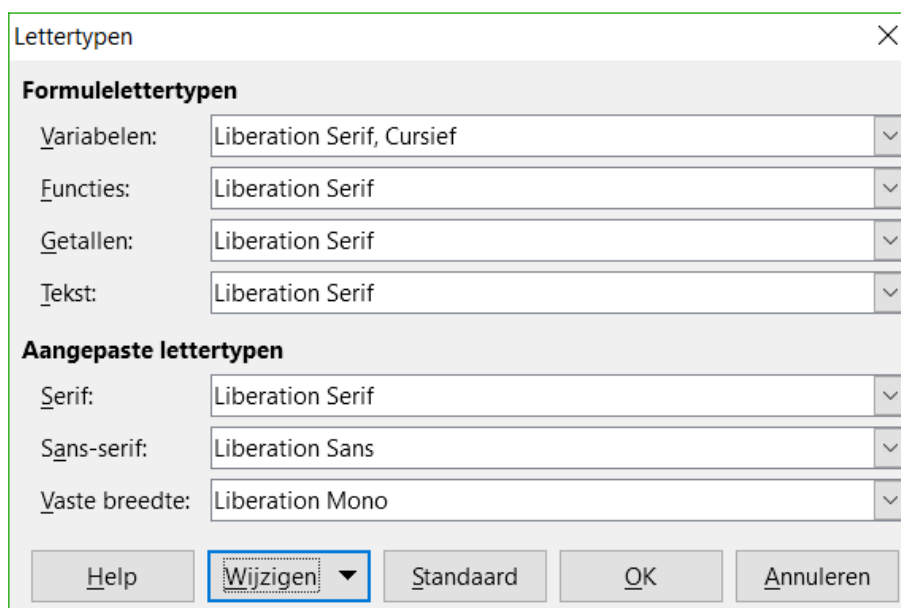 Lettertypen
Formulelettertypen
Variabelen: Liberation Serif, Cursief
Functies: Liberation Serif
Getallen: Liberation Serif
Tekst: Liberation Serif
Aangepaste lettertypen
Serif: Liberation Serif
Sans-serif: Liberation Sans
Vaste breedte: Liberation Mono
Help Wijzigen Standaard OK Annuleren